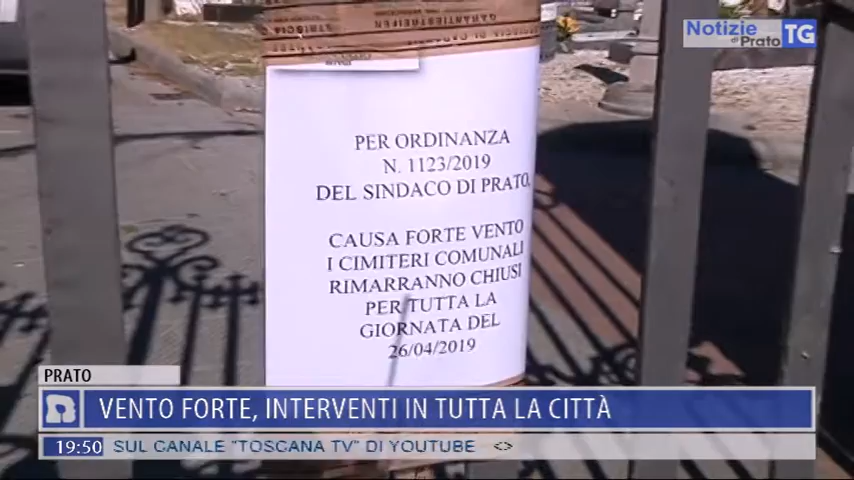 GARANTIESTREIFEN
Notizie
di Prato TG
PER ORDINANZA
N. 1123/2019
DEL SINDACO DI PRATO,
CAUSA FORTE VENTO
I CIMITERI COMUNALI
RIMARRANNO CHIUSI
PER TUTTA LA
GIORNATA DEL
26/04/2019
PRATO
N VENTO FORTE, INTERVENTI IN TUTTA LA CITTÀ
19:50 SUL CANALE "TOSCANA TV" DI YOUTUBE <>